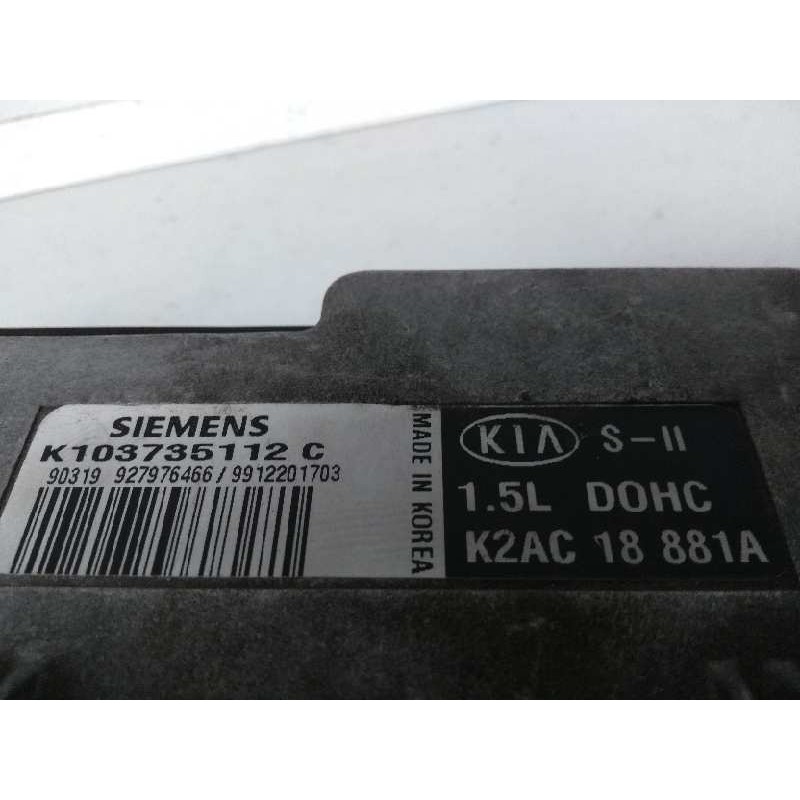 SIEMENS
K103735112 C
90319 927976466/9912201703
MADE IN KOREA
KIA S-II
1.5L DOHC
K2AC 18 881A